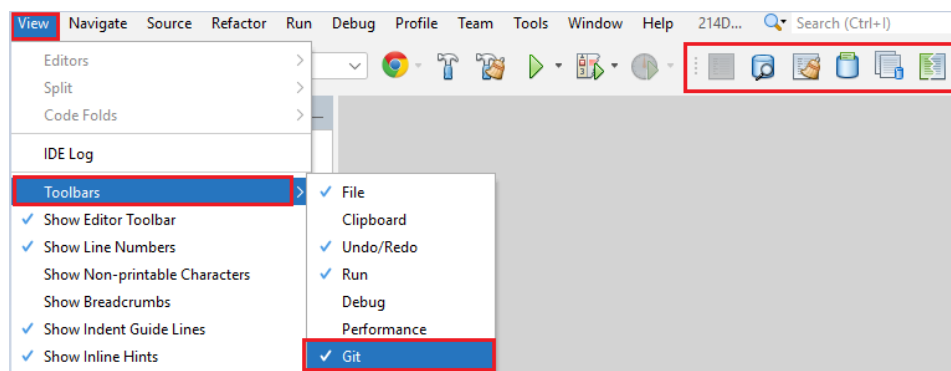 View Navigate Source Refactor Run Debug Profile Team Tools Window Help 214D... Search (Ctrl+I)
Editors
Split
Code Folds
IDE Log
Toolbars
Show Editor Toolbar
Show Line Numbers
Show Non-printable Characters
Show Breadcrumbs
Show Indent Guide Lines
Show Inline Hints
File
Clipboard
Undo/Redo
Run
Debug
Performance
Git